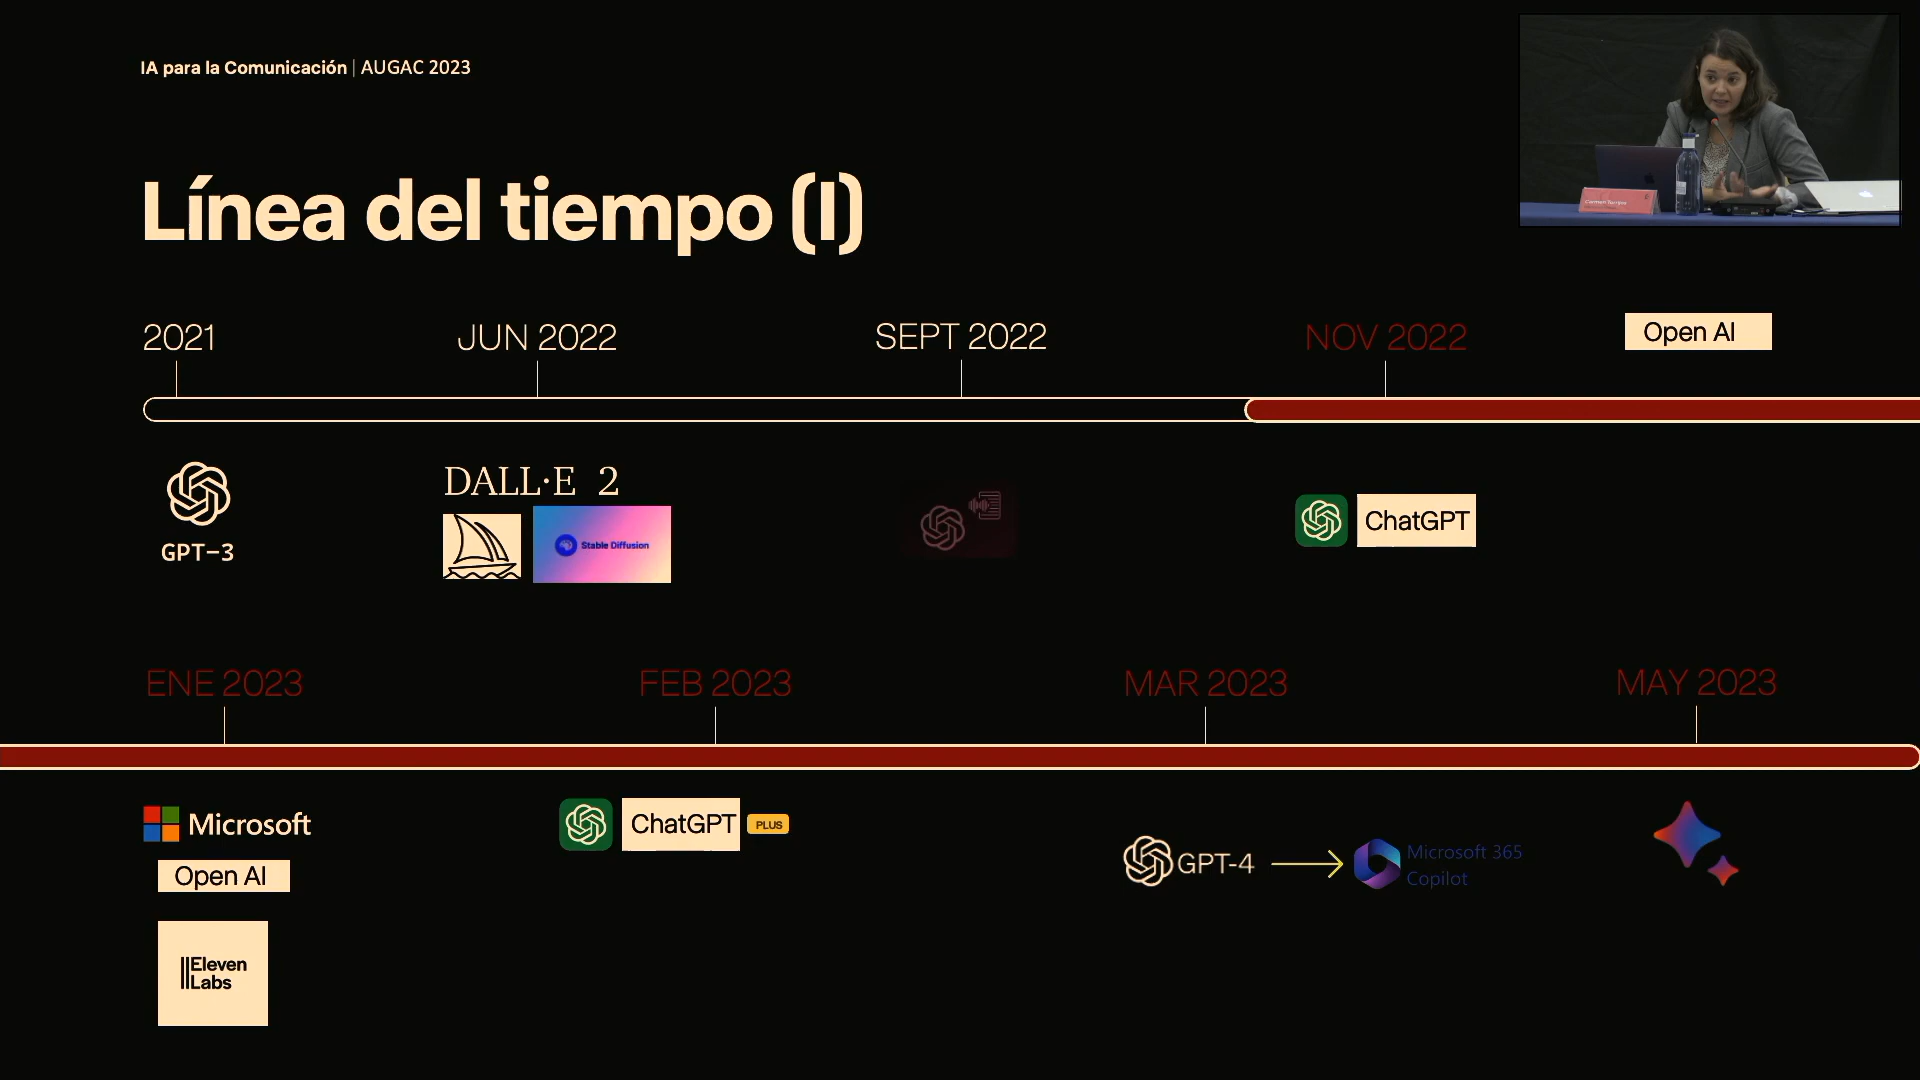 IA para la Comunicación | AUGAC 2023
Línea del tiempo (I)
2021
JUN 2022
SEPT 2022
NOV 2022
Open AI
GPT-3
DALL·E 2
Stable Diffusion
ChatGPT
ENE 2023
FEB 2023
MAR 2023
MAY 2023
Microsoft
Open AI
ChatGPT PLUS
GPT-4
Microsoft 365
Copilot
Eleven
Labs